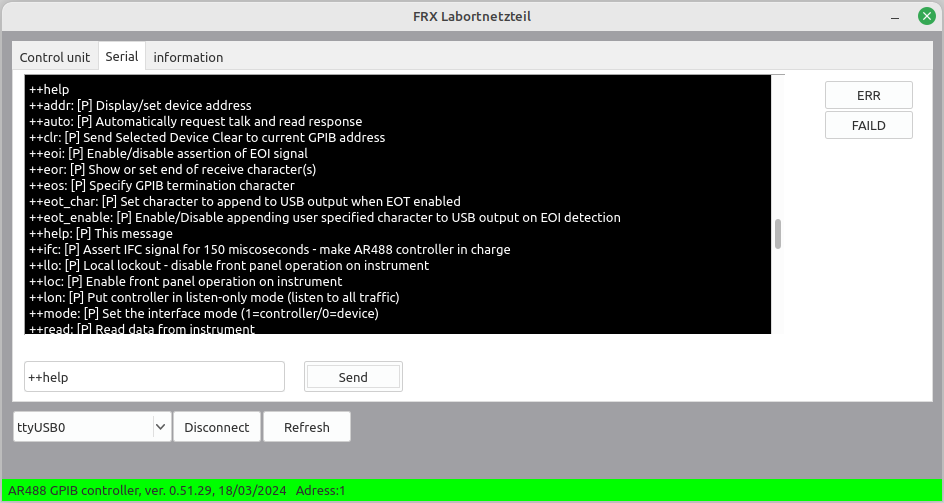 FRX Labortnetzteil
Control unit
Serial
information
++help
++addr: [P] Display/set device address
++auto: [P] Automatically request talk and read response
++clr: [P] Send Selected Device Clear to current GPIB address
++eoi: [P] Enable/disable assertion of EOI signal
++eor: [P] Show or set end of receive character(s)
++eos: [P] Specify GPIB termination character
++eot_char: [P] Set character to append to USB output when EOT enabled
++eot_enable: [P] Enable/Disable appending user specified character to USB output on EOI detection
++help: [P] This message
++ifc: [P] Assert IFC signal for 150 miscoseconds - make AR488 controller in charge
++llo: [P] Local lockout - disable front panel operation on instrument
++loc: [P] Enable front panel operation on instrument
++lon: [P] Put controller in listen-only mode (listen to all traffic)
++mode: [P] Set the interface mode (1=controller/0=device)
++read: [P] Read data from instrument
ERR
FAILD
++help
Send
ttyUSB0
Disconnect
Refresh
AR488 GPIB controller, ver. 0.51.29, 18/03/2024 Adress:1